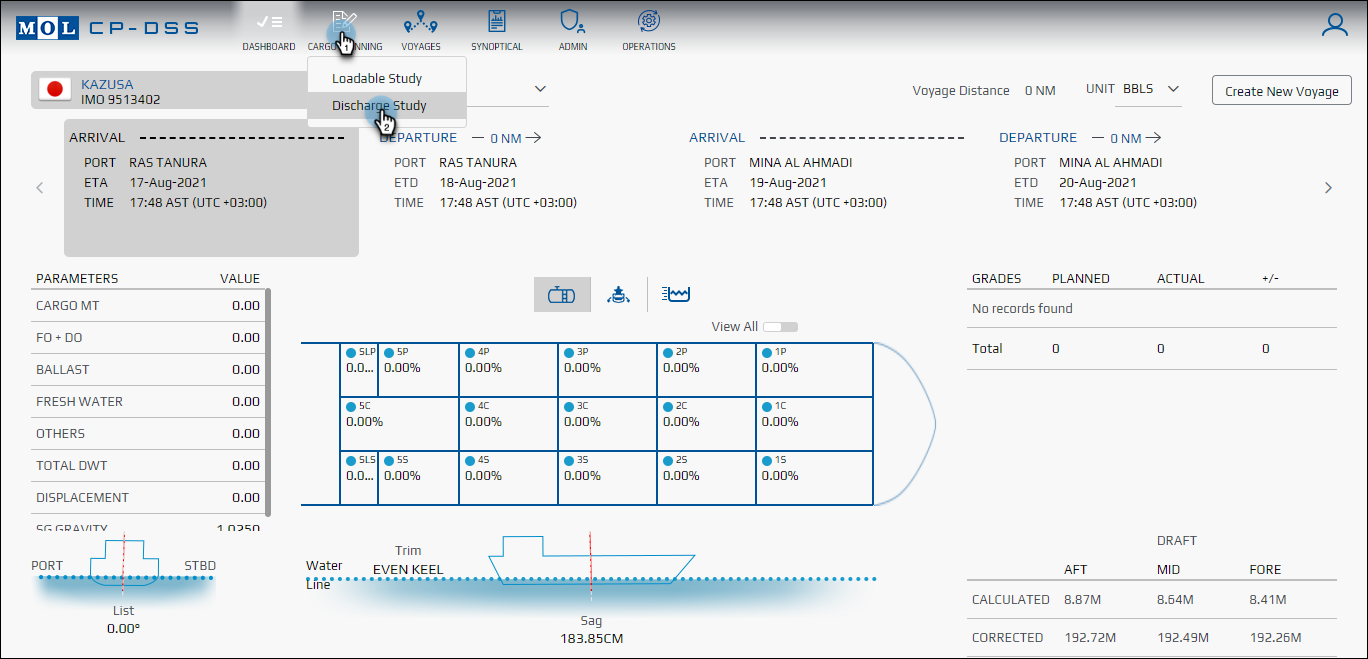 MOL CP-DSS
DASHBOARD
CARGO PLANNING
VOYAGES
SYNOPTICAL
ADMIN
OPERATIONS
1
Loadable Study
Discharge Study
2
KAZUSA
IMO 9513402
Voyage Distance 0 NM
UNIT BBLS
Create New Voyage
ARRIVAL
PORT RAS TANURA
ETA 17-Aug-2021
TIME 17:48 AST (UTC +03:00)
DEPARTURE 0 NM
PORT RAS TANURA
ETD 18-Aug-2021
TIME 17:48 AST (UTC +03:00)
ARRIVAL
PORT MINA AL AHMADI
ETA 19-Aug-2021
TIME 17:48 AST (UTC +03:00)
DEPARTURE 0 NM
PORT MINA AL AHMADI
ETD 20-Aug-2021
TIME 17:48 AST (UTC +03:00)
PARAMETERS VALUE
CARGO MT 0.00
FO + DO 0.00
BALLAST 0.00
FRESH WATER 0.00
OTHERS 0.00
TOTAL DWT 0.00
DISPLACEMENT 0.00
SG GRAVITY 1.0250
View All
5LP 5P 4P 3P 2P 1P
0.0... 0.00% 0.00% 0.00% 0.00% 0.00%
5C 4C 3C 2C 1C
0.00% 0.00% 0.00% 0.00% 0.00%
5LS 5S 4S 3S 2S 1S
0.0... 0.00% 0.00% 0.00% 0.00% 0.00%
GRADES PLANNED ACTUAL +/-
No records found
Total 0 0 0
PORT STBD
List
0.00°
Water
Line
Trim
EVEN KEEL
Sag
183.85CM
DRAFT
AFT MID FORE
CALCULATED 8.87M 8.64M 8.41M
CORRECTED 192.72M 192.49M 192.26M